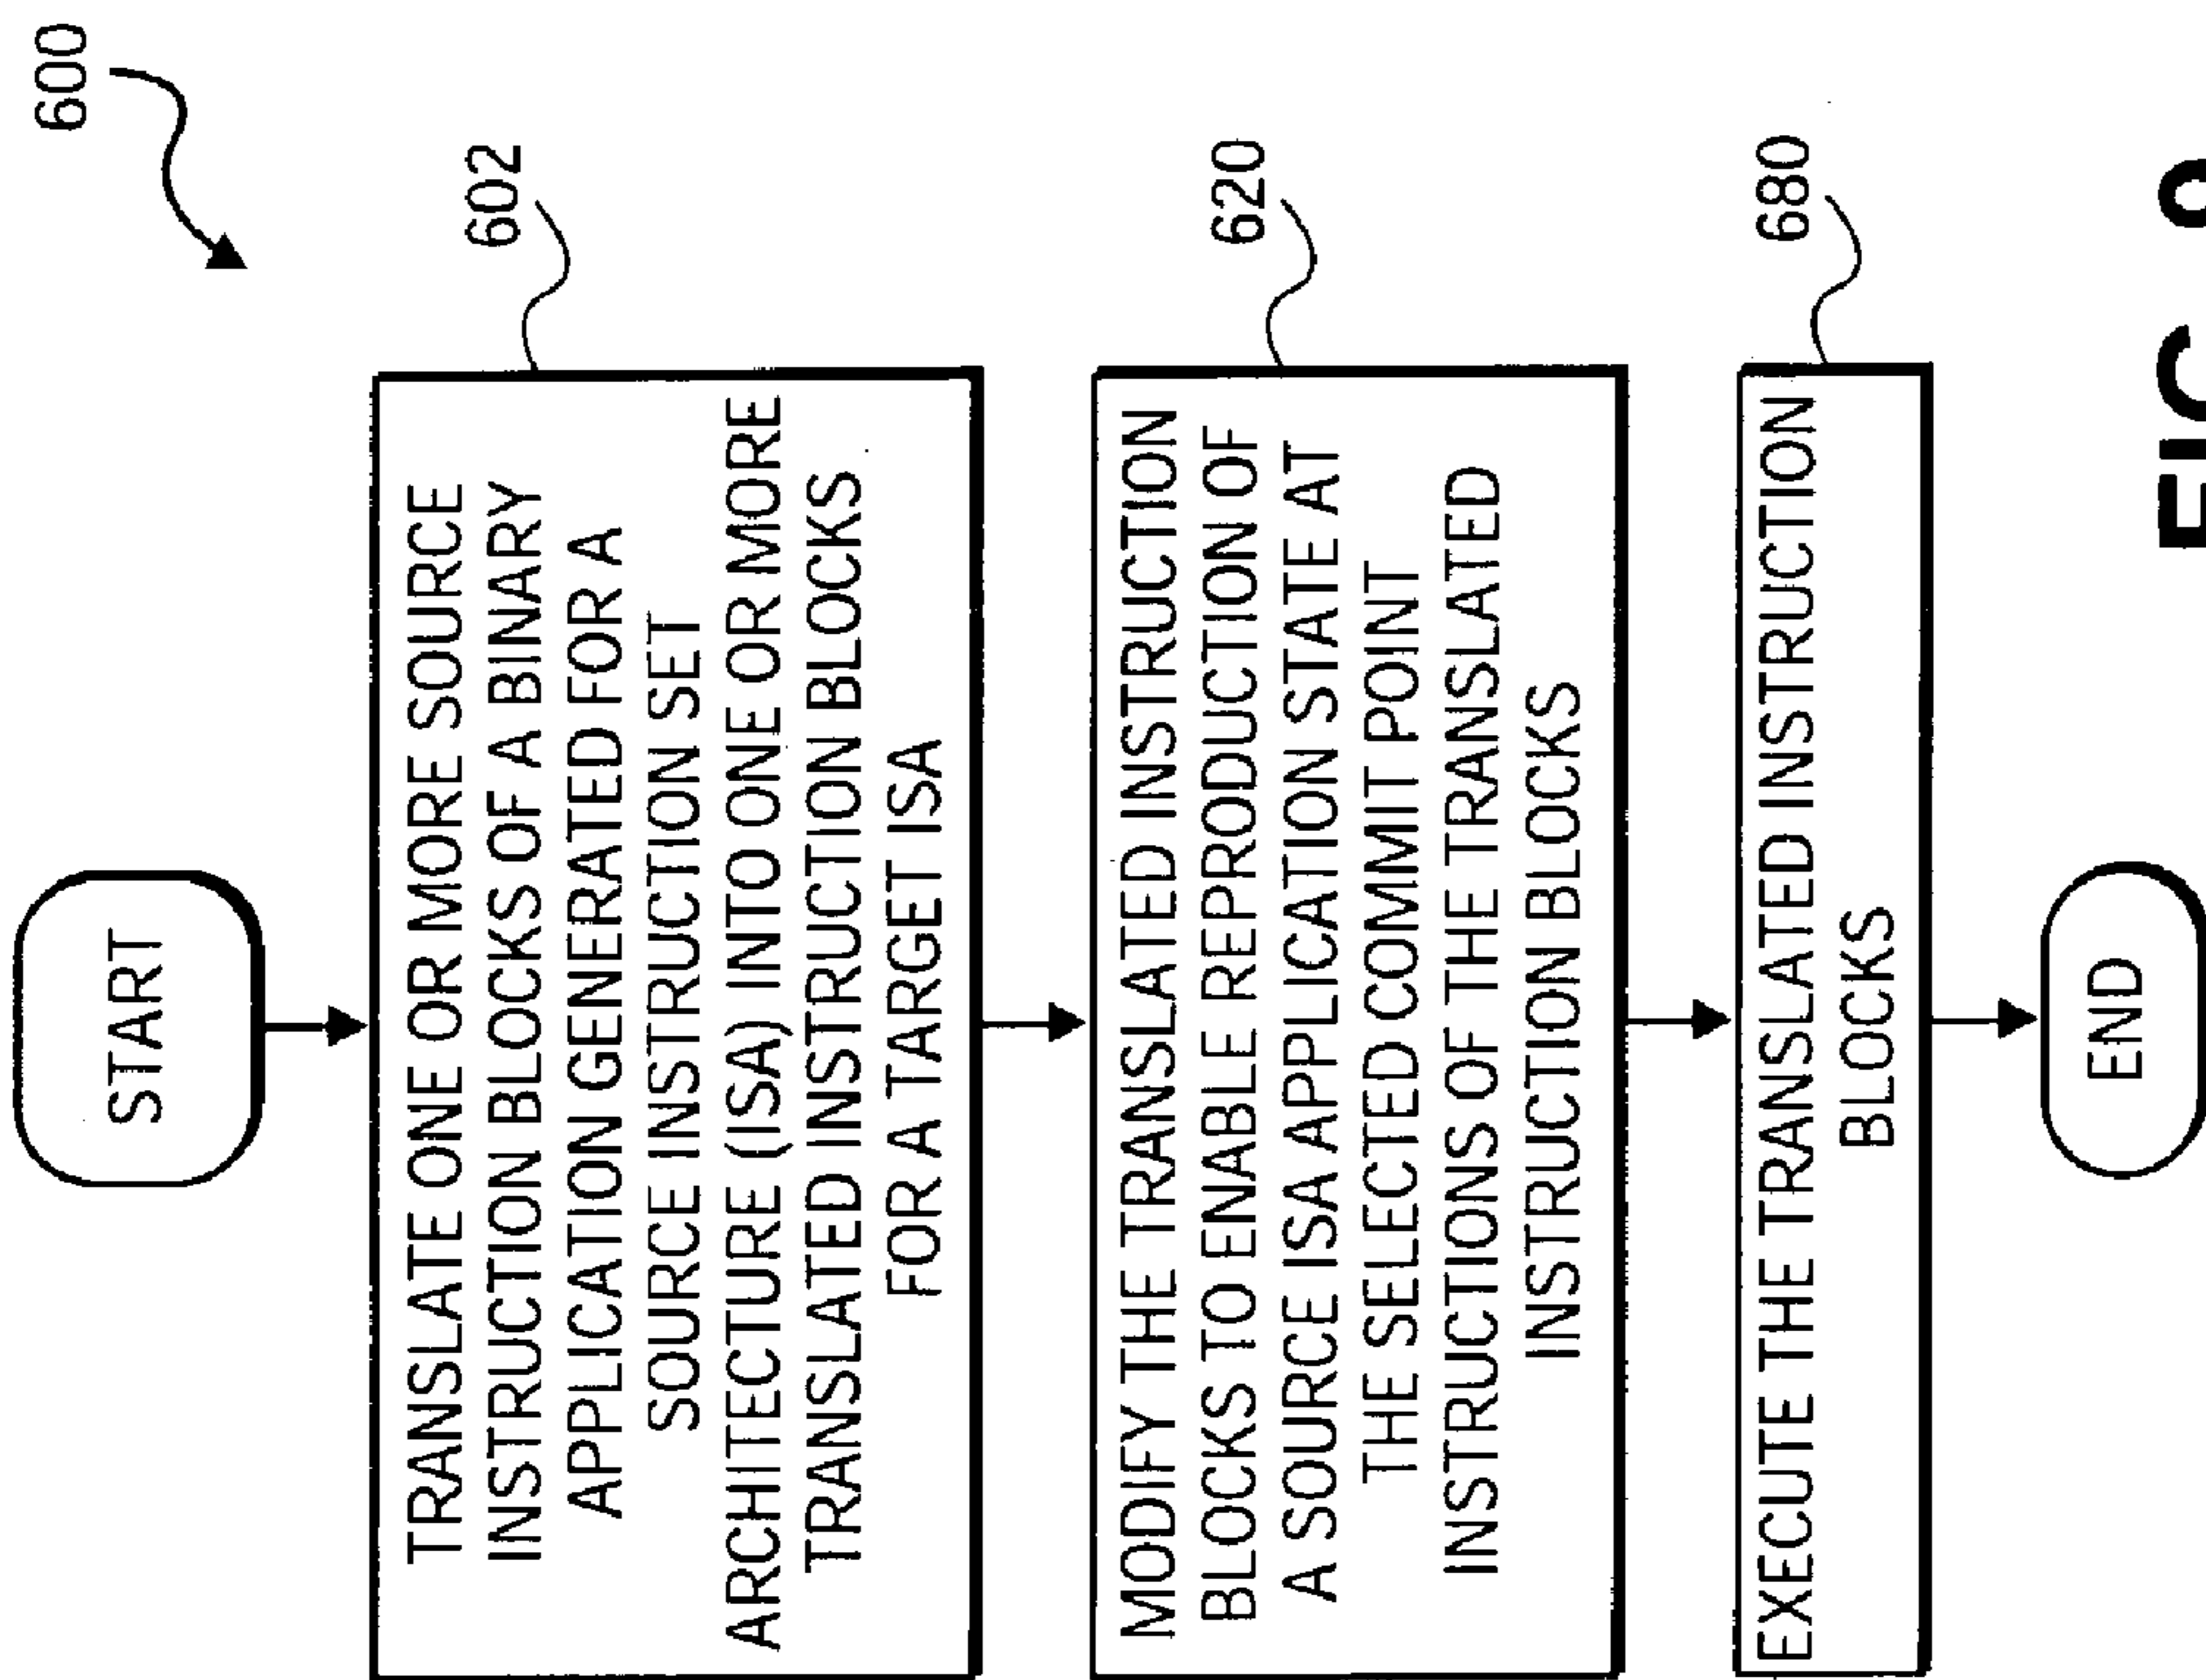 600
START
602
TRANSLATE ONE OR MORE SOURCE
INSTRUCTION BLOCKS OF A BINARY
APPLICATION GENERATED FOR A
SOURCE INSTRUCTION SET
ARCHITECTURE (ISA) INTO ONE OR MORE
TRANSLATED INSTRUCTION BLOCKS
FOR A TARGET ISA
620
MODIFY THE TRANSLATED INSTRUCTION
BLOCKS TO ENABLE REPRODUCTION OF
A SOURCE ISA APPLICATION STATE AT
THE SELECTED COMMIT POINT
INSTRUCTIONS OF THE TRANSLATED
INSTRUCTION BLOCKS
680
EXECUTE THE TRANSLATED INSTRUCTION
BLOCKS
END
FIG